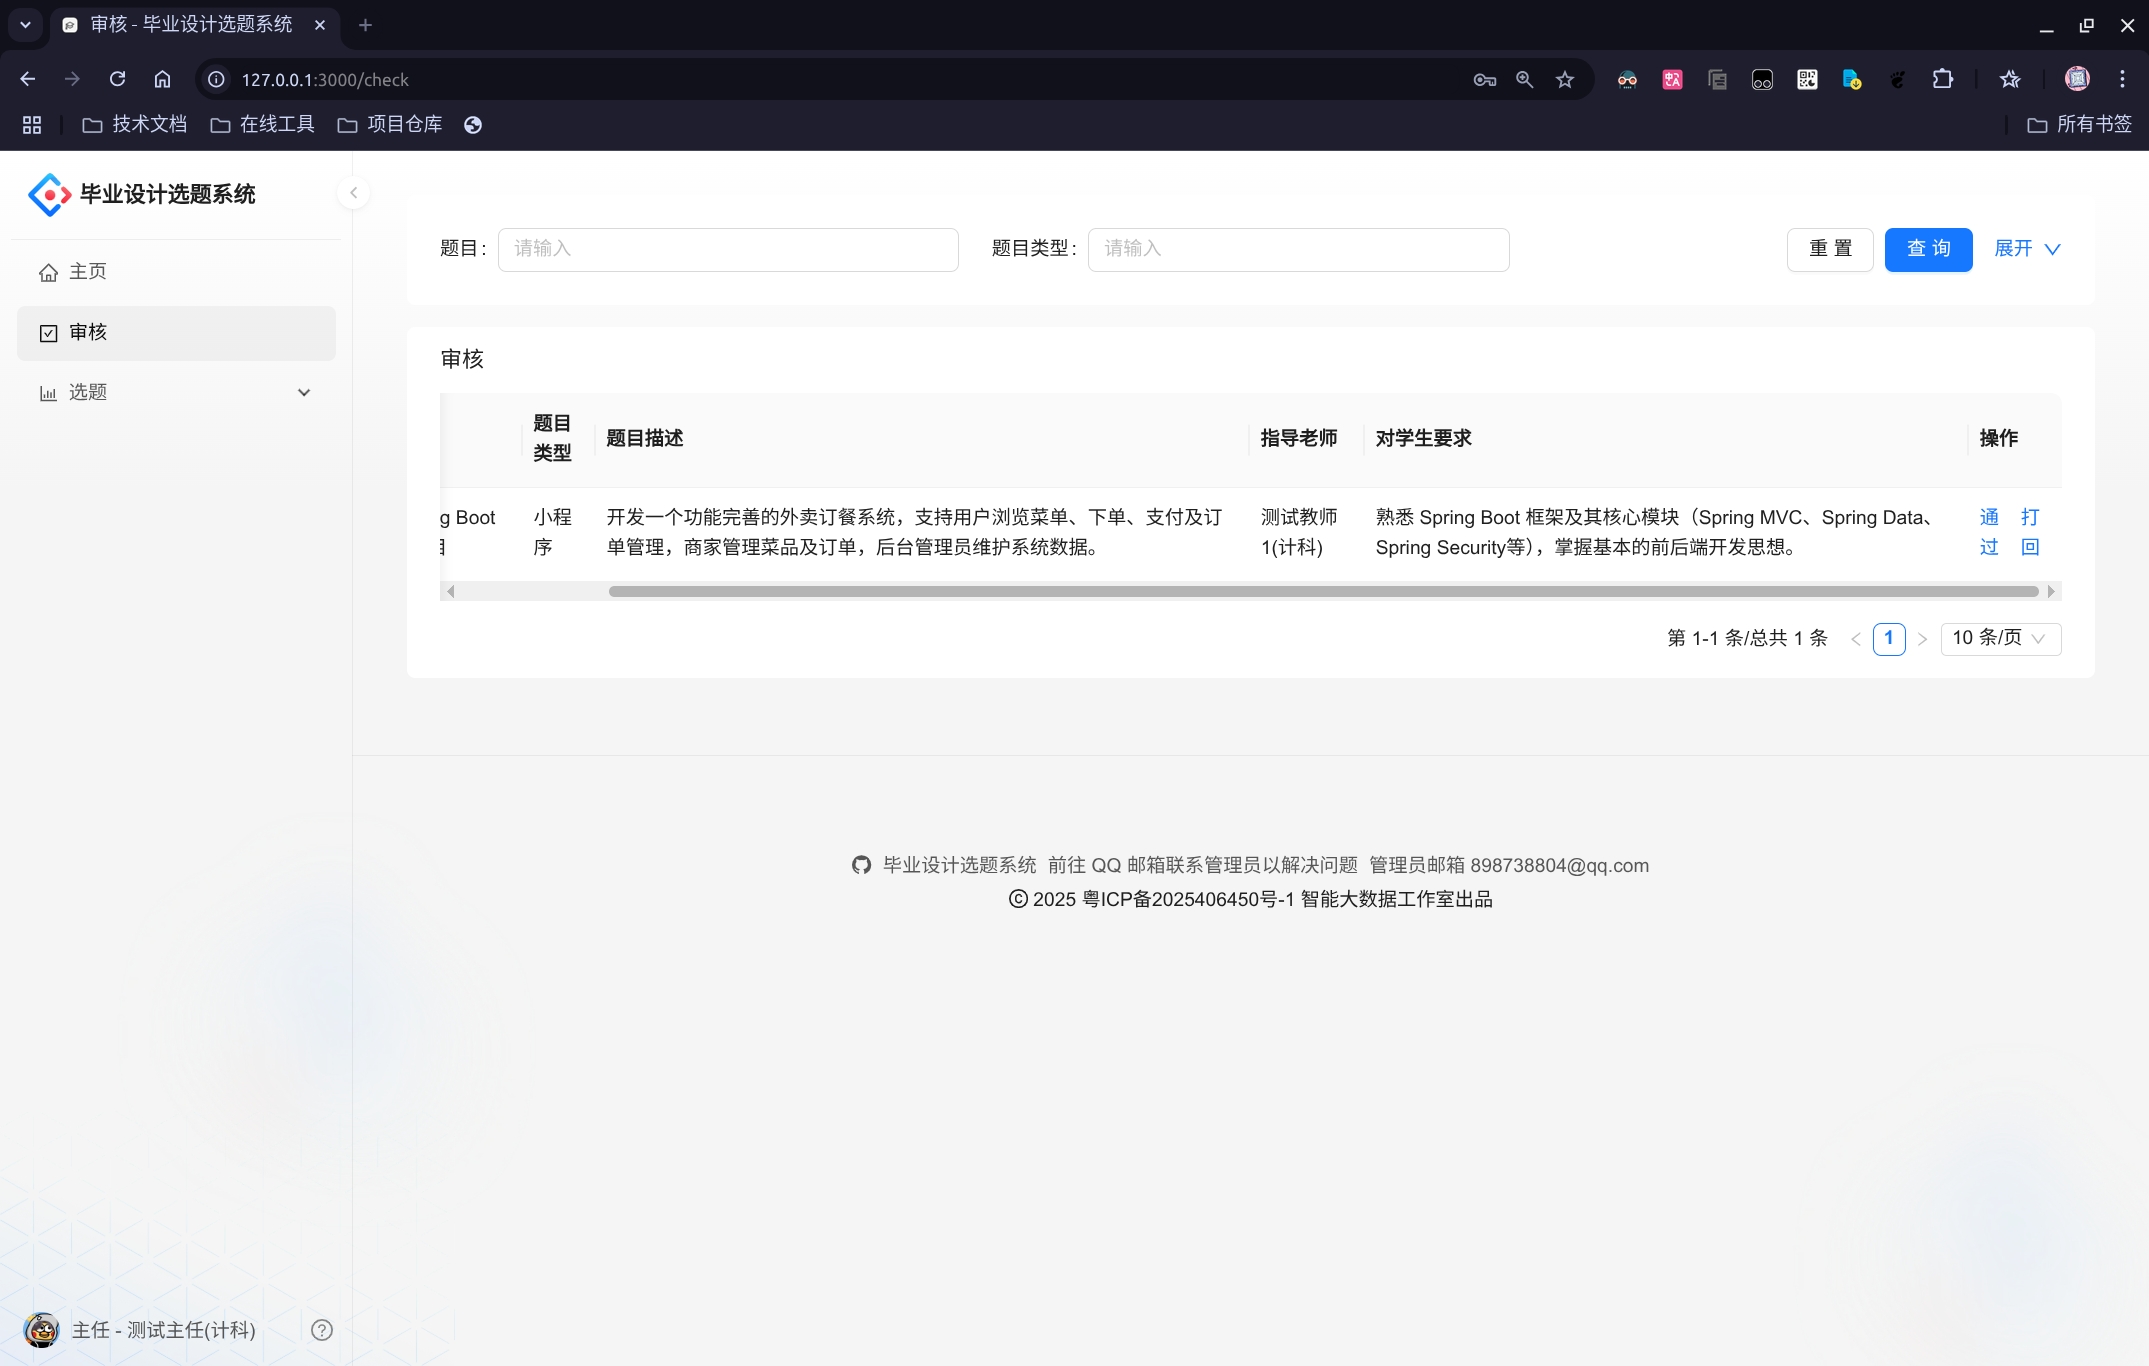 审核 - 毕业设计选题系统
127.0.0.1:3000/check
技术文档
在线工具
项目仓库
所有书签
毕业设计选题系统
主页
审核
选题
题目:
请输入
题目类型:
请输入
重 置
查 询
展开
审核
题目
类型
题目描述
指导老师
对学生要求
操作
g Boot
小程
序
开发一个功能完善的外卖订餐系统，支持用户浏览菜单、下单、支付及订
单管理，商家管理菜品及订单，后台管理员维护系统数据。
测试教师
1(计科)
熟悉 Spring Boot 框架及其核心模块（Spring MVC、Spring Data、
Spring Security等），掌握基本的前后端开发思想。
通
过
打
回
第 1-1 条/总共 1 条
1
10 条/页
毕业设计选题系统 前往 QQ 邮箱联系管理员以解决问题 管理员邮箱 898738804@qq.com
© 2025 粤ICP备2025406450号-1 智能大数据工作室出品
主任 - 测试主任(计科)